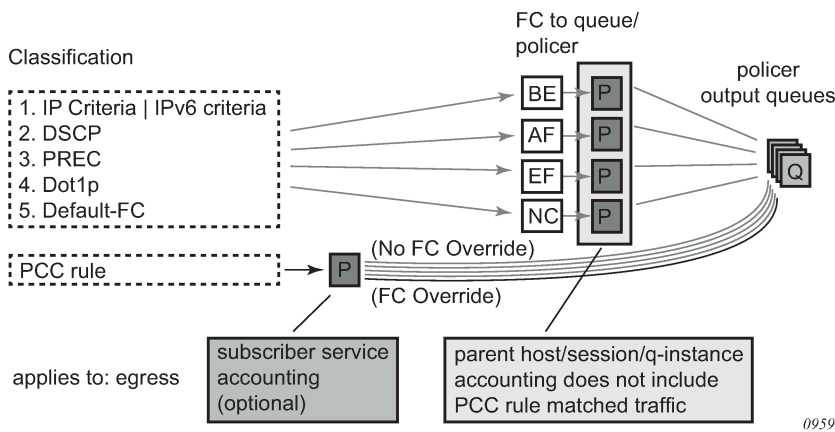 FC to queue/
policer
Classification
policer
output queues
1. IP Criteria | IPv6 criteria
2. DSCP
3. PREC
4. Dot1p
5. Default-FC
BE
P
AF
P
EF
P
NC
P
Q
PCC rule
P
(No FC Override)
(FC Override)
applies to: egress
subscriber service
accounting
(optional)
parent host/session/q-instance
accounting does not include
PCC rule matched traffic
0959